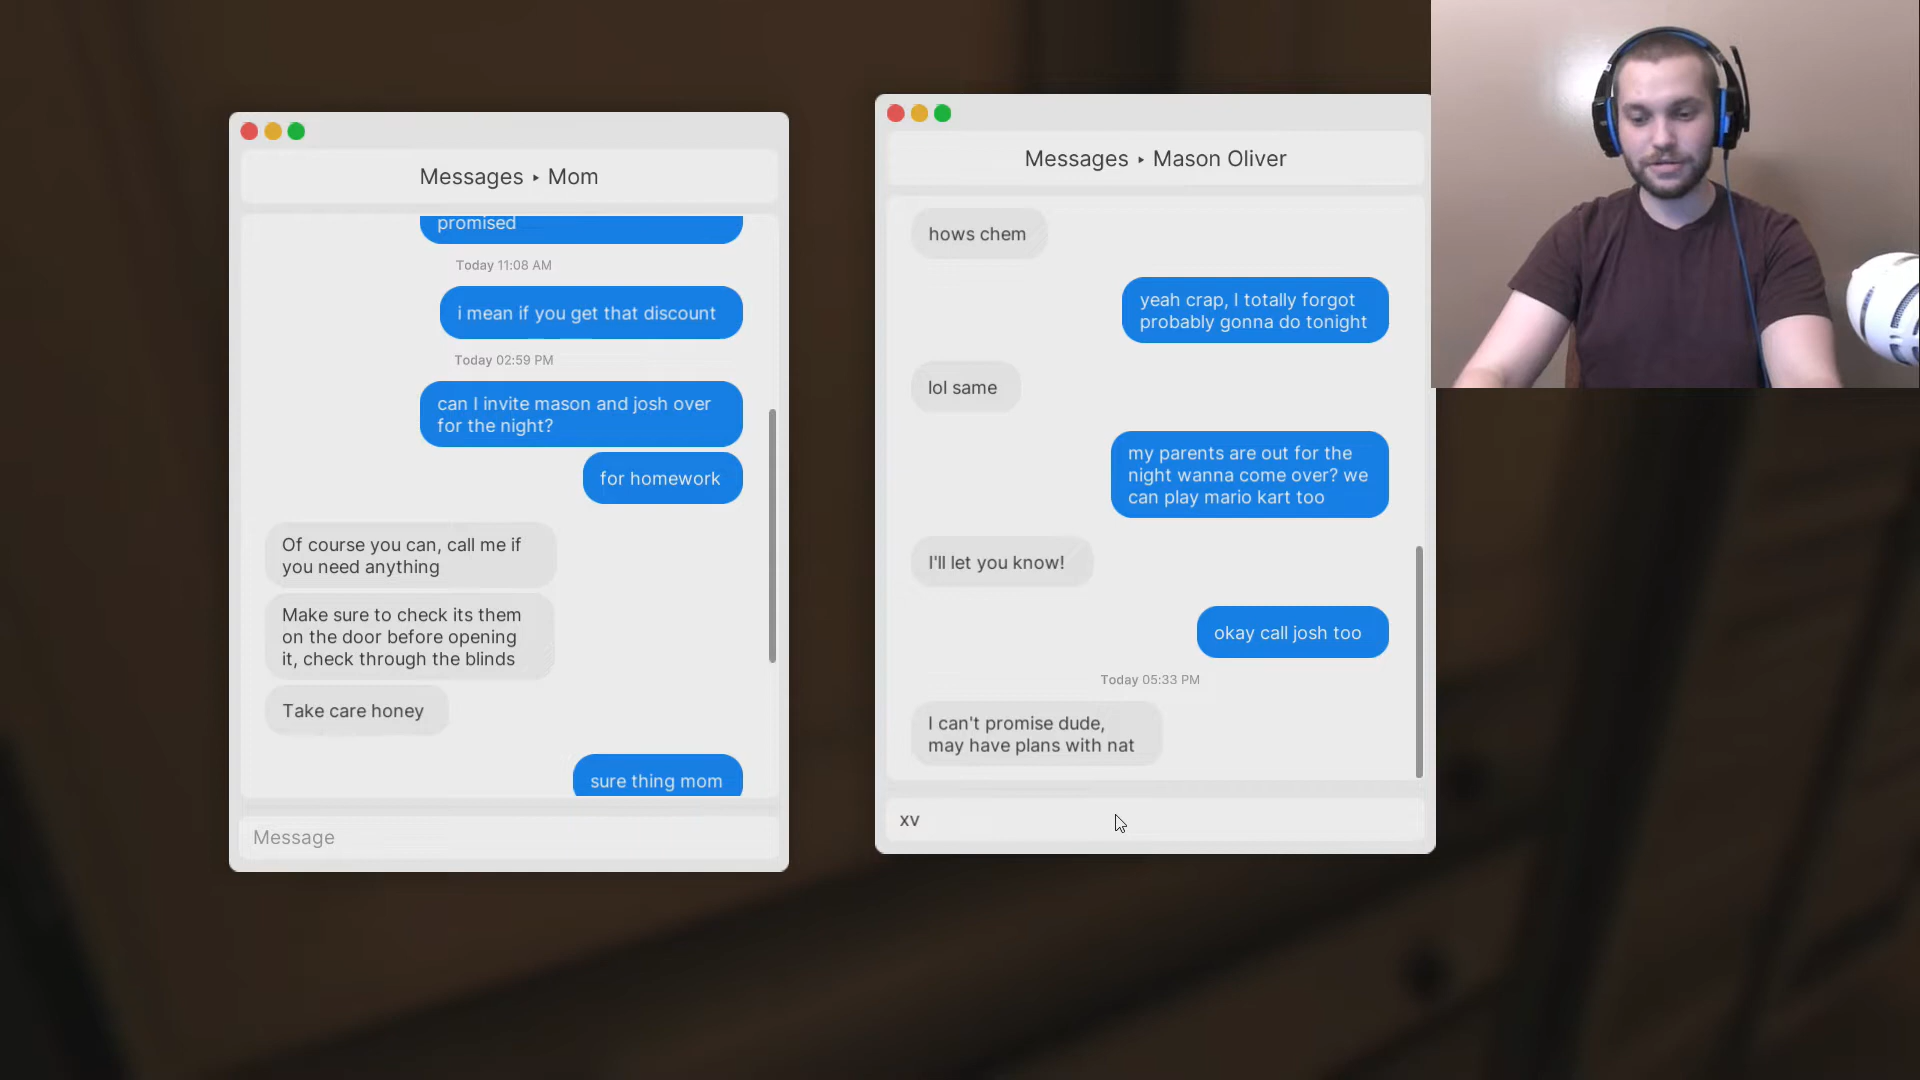 Messages ‣ Mom
promised
Today 11:08 AM
i mean if you get that discount
Today 02:59 PM
can I invite mason and josh over
for the night?
for homework
Of course you can, call me if
you need anything
Make sure to check its them
on the door before opening
it, check through the blinds
Take care honey
sure thing mom
Message
Messages ‣ Mason Oliver
hows chem
yeah crap, I totally forgot
probably gonna do tonight
lol same
my parents are out for the
night wanna come over? we
can play mario kart too
I'll let you know!
okay call josh too
Today 05:33 PM
I can't promise dude,
may have plans with nat
xv